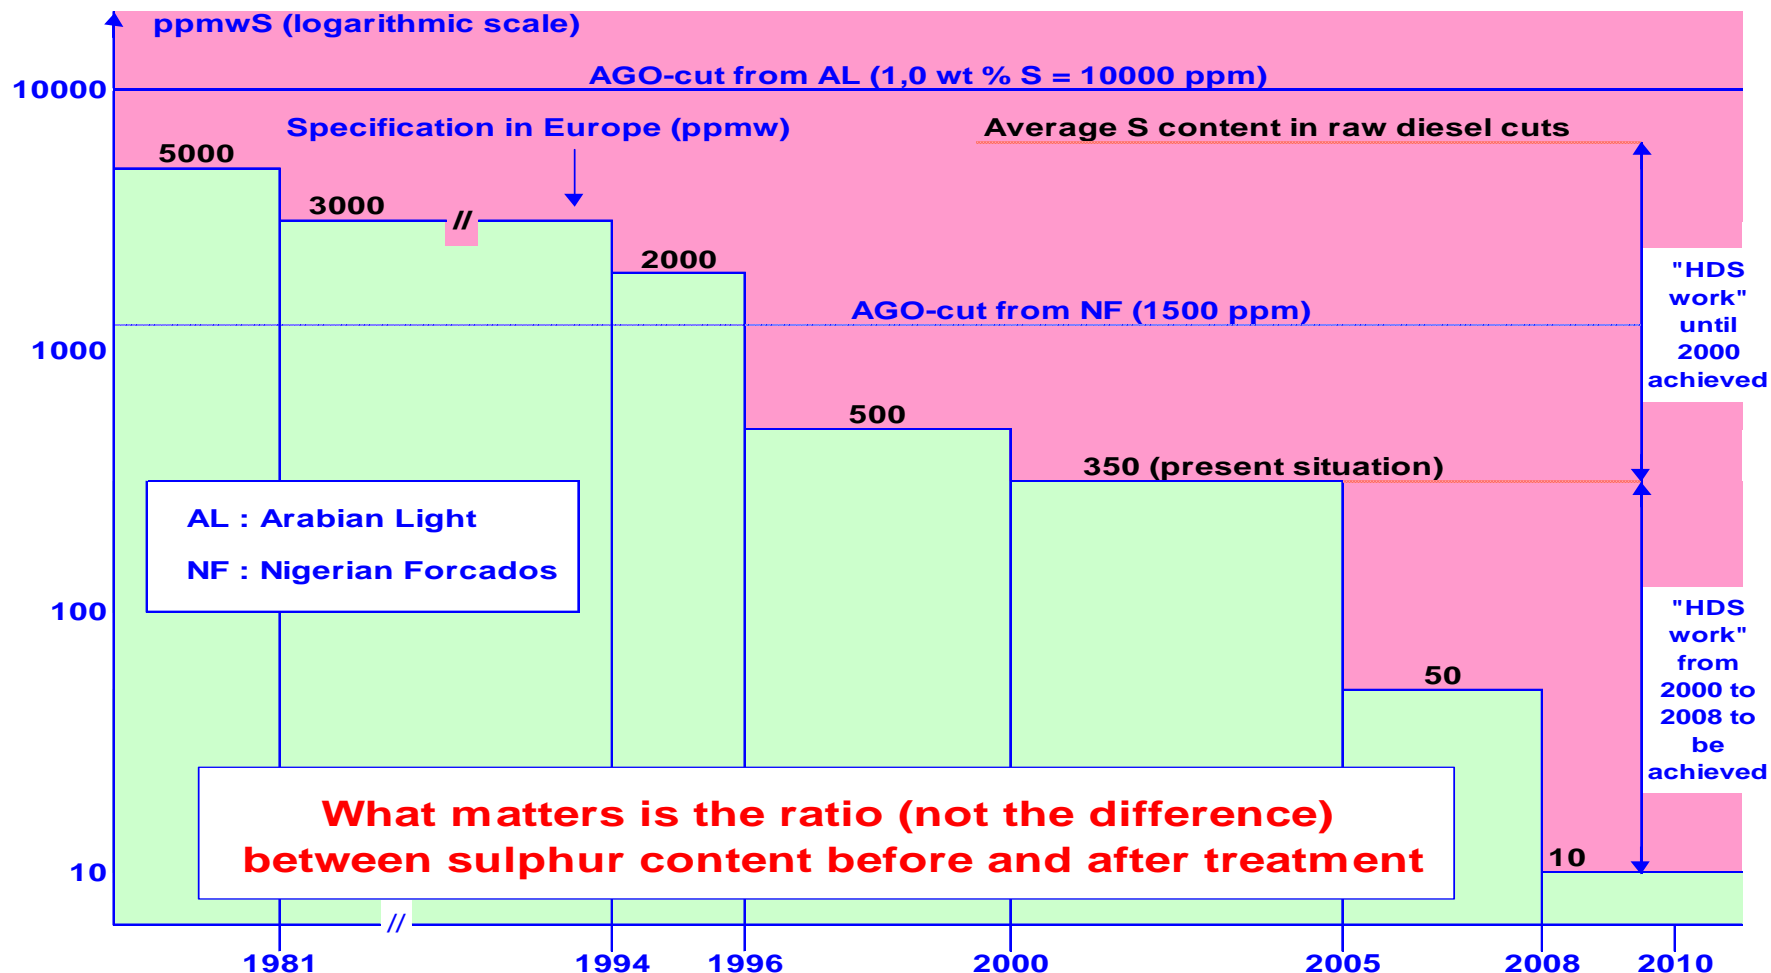 ppmwS (logarithmic scale)
AGO-cut from AL (1,0 wt % S = 10000 ppm)
10000
Specification in Europe (ppmw)
Average S content in raw diesel cuts
5000
3000
//
2000
"HDS
work"
until
2000
achieved
AGO-cut from NF (1500 ppm)
1000
500
350 (present situation)
AL : Arabian Light
NF : Nigerian Forcados
100
"HDS
work"
from
2000 to
2008 to
be
achieved
50
What matters is the ratio (not the difference)
between sulphur content before and after treatment
10
10
//
1981
1994
1996
2000
2005
2008
2010